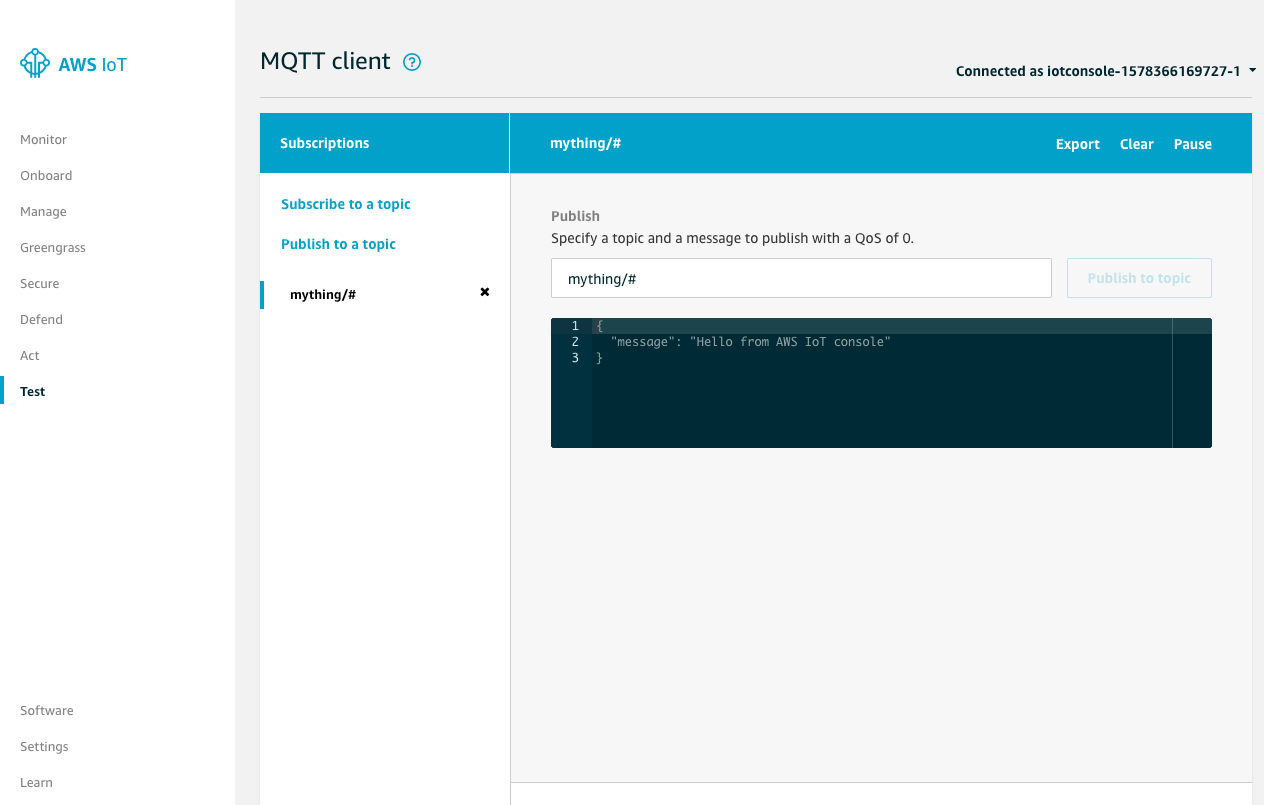 AWS IoT
Monitor
Onboard
Manage
Greengrass
Secure
Defend
Act
Test
Software
Settings
Learn
MQTT client ?
Connected as iotconsole-1578366169727-1
Subscriptions
Subscribe to a topic
Publish to a topic
mything/# ✖
mything/#
Export Clear Pause
Publish
Specify a topic and a message to publish with a QoS of 0.
mything/#
Publish to topic
1 {
2 "message": "Hello from AWS IoT console"
3 }